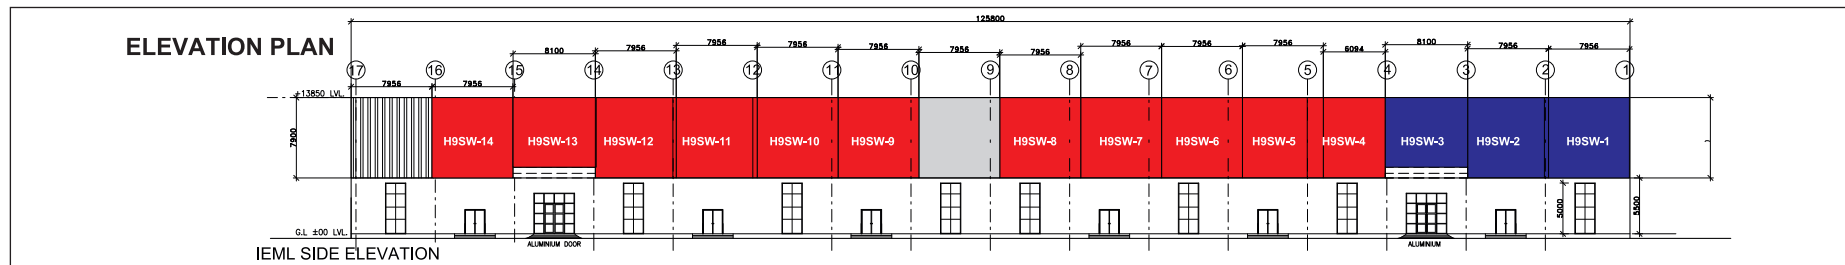 125800
ELEVATION PLAN
8100 7956 7956 7956 7956 7956 7956 7956 7956 7956 6094 8100 7956 7956
17 16 15 14 13 12 11 10 9 8 7 6 5 4 3 2 1
7956 7956
+13850 LVL.
7900
H9SW-14 H9SW-13 H9SW-12 H9SW-11 H9SW-10 H9SW-9 H9SW-8 H9SW-7 H9SW-6 H9SW-5 H9SW-4 H9SW-3 H9SW-2 H9SW-1
5000 5500
G.L ±00 LVL.
ALUMINIUM DOOR ALUMINIUM
IEML SIDE ELEVATION